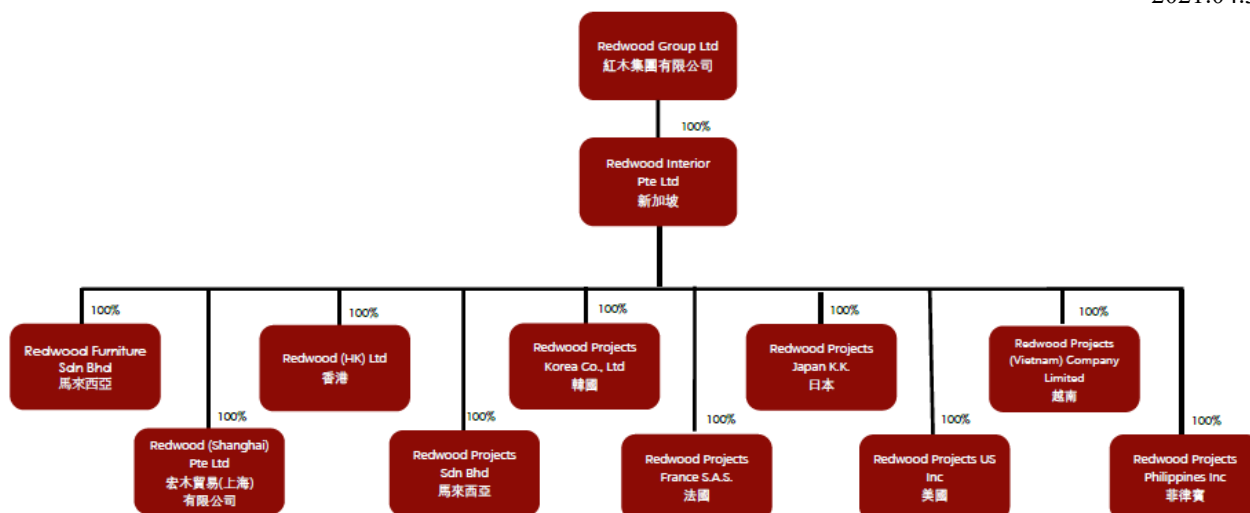 2021.04.3
Redwood Group Ltd
紅木集團有限公司
100%
Redwood Interior
Pte Ltd
新加坡
100%
Redwood Furniture
Sdn Bhd
馬來西亞
100%
Redwood (Shanghai)
Pte Ltd
宏木貿易(上海)
有限公司
100%
Redwood (HK) Ltd
香港
100%
Redwood Projects
Sdn Bhd
馬來西亞
100%
Redwood Projects
Korea Co., Ltd
韓國
100%
Redwood Projects
France S.A.S.
法國
100%
Redwood Projects
Japan K.K.
日本
100%
Redwood Projects US
Inc
美國
100%
Redwood Projects
(Vietnam) Company
Limited
越南
100%
Redwood Projects
Philippines Inc
菲律賓